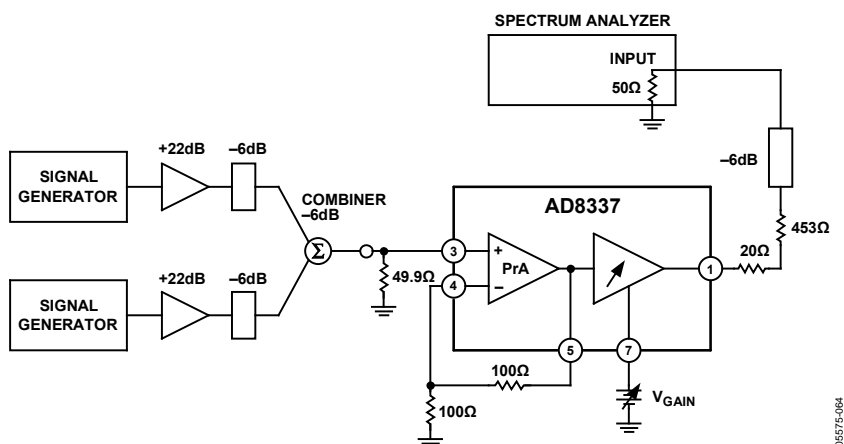 SPECTRUM ANALYZER
INPUT
50Ω
+22dB
–6dB
–6dB
SIGNAL
GENERATOR
COMBINER
–6dB
AD8337
453Ω
20Ω
Σ
3
+
PrA
1
49.9Ω
4
–
+22dB
–6dB
SIGNAL
GENERATOR
5
7
100Ω
VGAIN
100Ω
05575-064